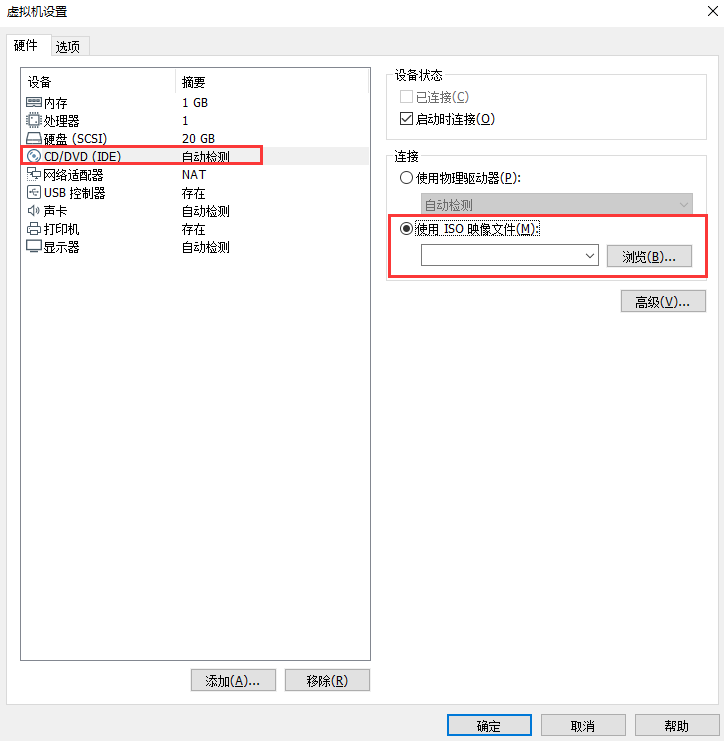 虚拟机设置
硬件 选项
设备 摘要
内存 1 GB
处理器 1
硬盘 (SCSI) 20 GB
CD/DVD (IDE) 自动检测
网络适配器 NAT
USB 控制器 存在
声卡 自动检测
打印机 存在
显示器 自动检测
添加(A)... 移除(R)
设备状态
已连接(C)
启动时连接(O)
连接
使用物理驱动器(P):
自动检测
使用 ISO 映像文件(M):
浏览(B)...
高级(V)...
确定 取消 帮助